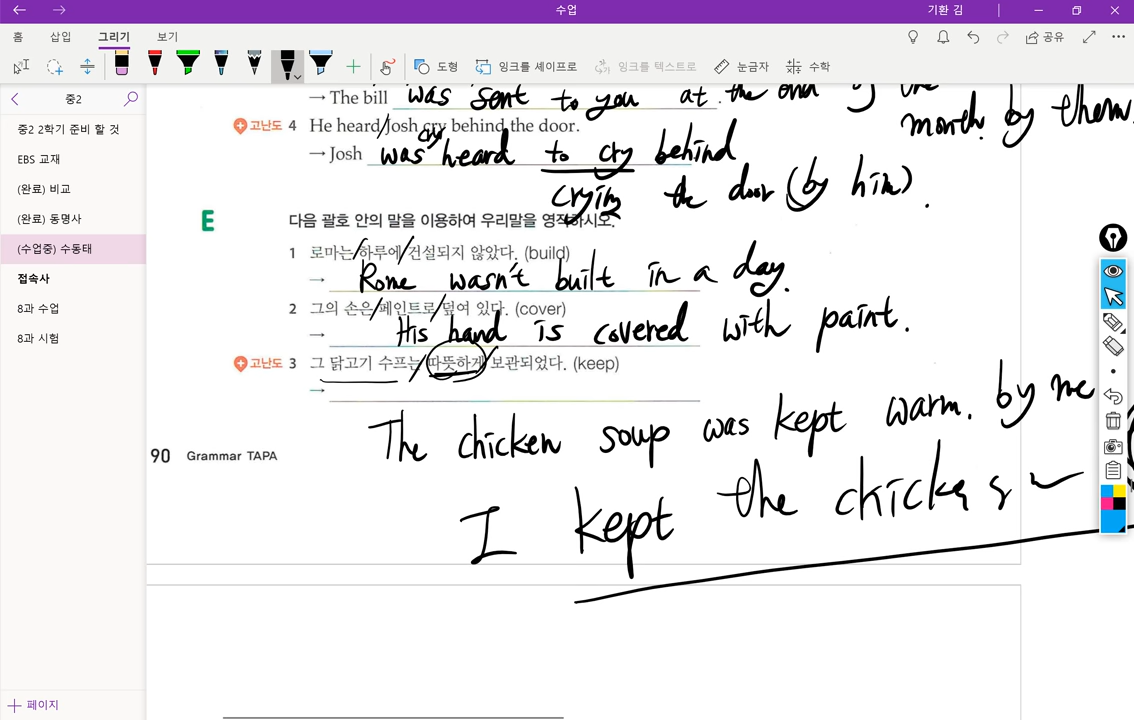 수업
기환 김
홈 삽입 그리기 보기
공유
도형 잉크를 셰이프로 잉크를 텍스트로 눈금자 수학
중2
중2 2학기 준비 할 것
EBS 교재
(완료) 비교
(완료) 동명사
(수업중) 수동태
접속사
8과 수업
8과 시험
페이지
→ The bill was sent to you at the end of the
month by them.
고난도 4 He heard/Josh cry behind the door.
cry
→ Josh was heard to cry behind
crying the door (by him).
E 다음 괄호 안의 말을 이용하여 우리말을 영작하시오.
1 로마는/하루에/건설되지 않았다. (build)
→ Rome wasn't built in a day.
2 그의 손은/페인트로/덮여 있다. (cover)
→ His hand is covered with paint.
고난도 3 그 닭고기 수프는/따뜻하게/보관되었다. (keep)
→
The chicken soup was kept warm. by me
I kept the chicken s
90 Grammar TAPA